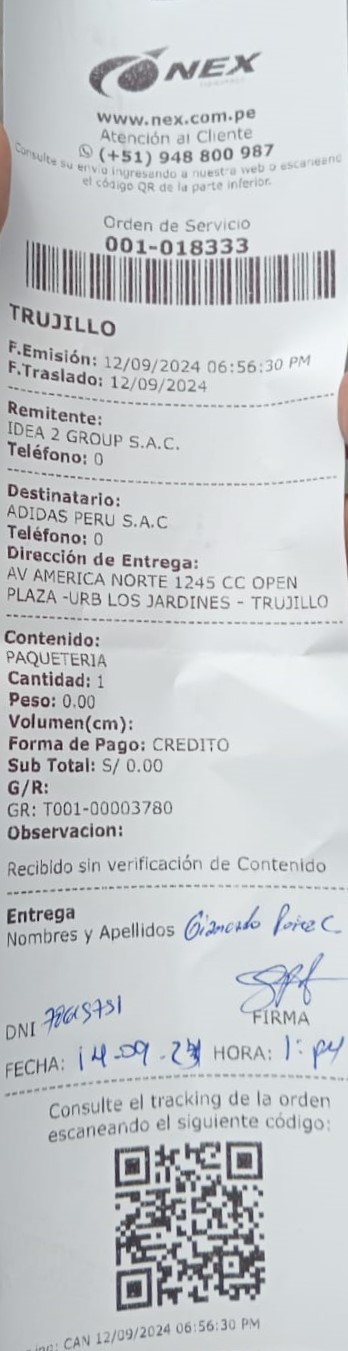 NEX
www.nex.com.pe
Atención al Cliente
(+51) 948 800 987
Consulte su envío ingresando a nuestra web o escaneando
el código QR de la parte inferior.
Orden de Servicio
001-018333
TRUJILLO
F.Emisión: 12/09/2024 06:56:30 PM
F.Traslado: 12/09/2024
Remitente:
IDEA 2 GROUP S.A.C.
Teléfono: 0
Destinatario:
ADIDAS PERU S.A.C
Teléfono: 0
Dirección de Entrega:
AV AMERICA NORTE 1245 CC OPEN
PLAZA -URB LOS JARDINES - TRUJILLO
Contenido:
PAQUETERIA
Cantidad: 1
Peso: 0.00
Volumen(cm):
Forma de Pago: CREDITO
Sub Total: S/ 0.00
G/R:
GR: T001-00003780
Observacion:
Recibido sin verificación de Contenido
Entrega
Nombres y Apellidos
FIRMA
DNI
FECHA: 14-09-24 HORA: 1: PM
Consulte el tracking de la orden
escaneando el siguiente código:
CAN 12/09/2024 06:56:30 PM